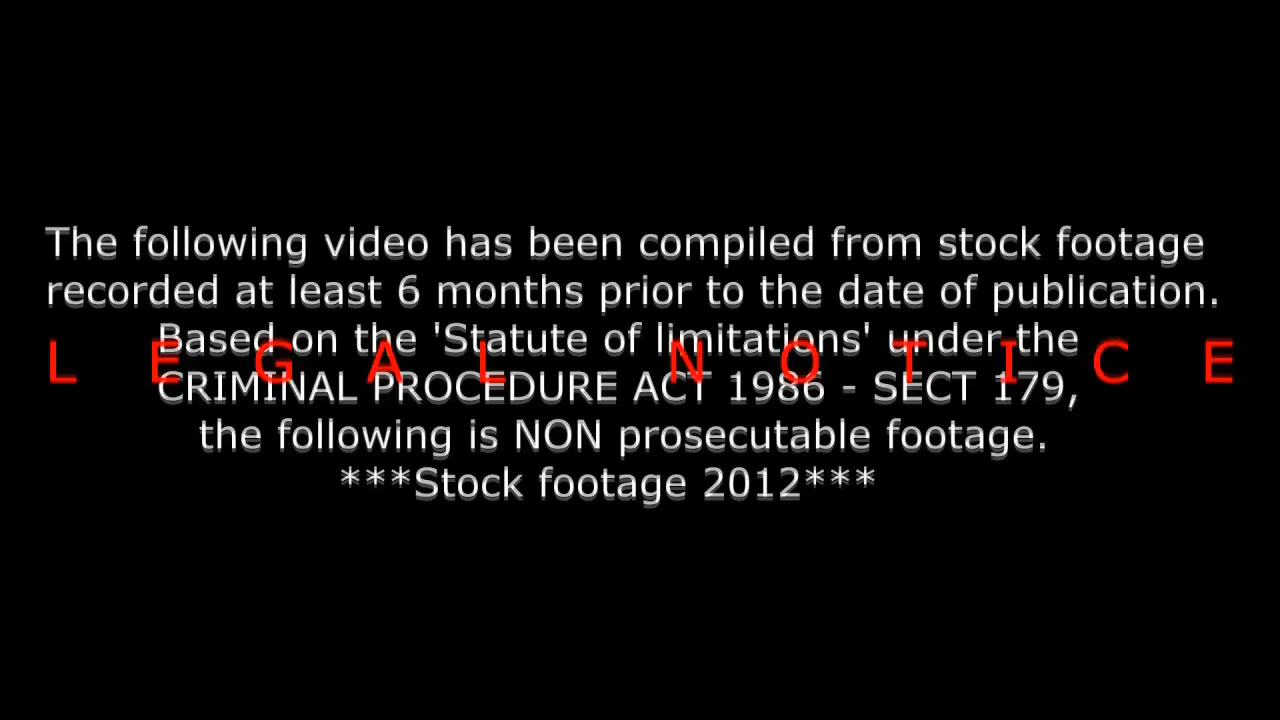 The following video has been compiled from stock footage
recorded at least 6 months prior to the date of publication.
Based on the 'Statute of limitations' under the
L E G A L N O T I C E
CRIMINAL PROCEDURE ACT 1986 - SECT 179,
the following is NON prosecutable footage.
***Stock footage 2012***